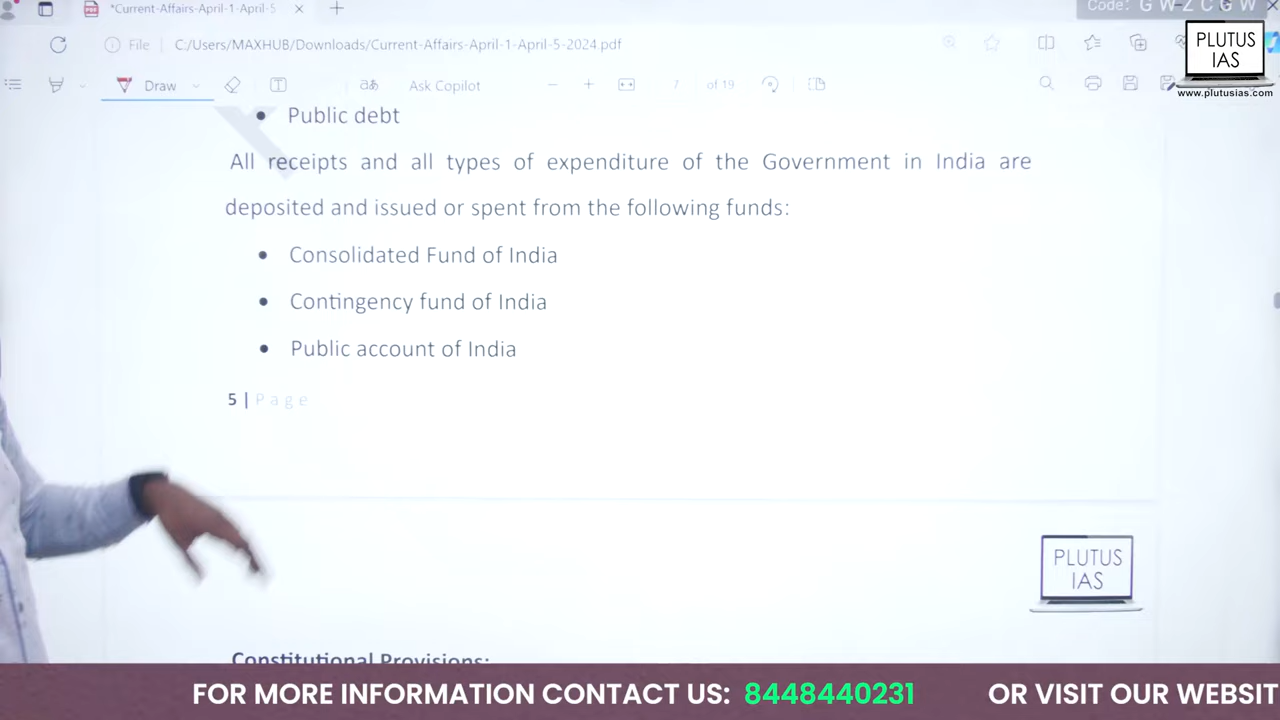 *Current-Affairs-April-1-April-5
Code: G W-Z C G W
File
C:/Users/MAXHUB/Downloads/Current-Affairs-April-1-April-5-2024.pdf
PLUTUS
IAS
www.plutusias.com
Draw
Ask Copilot
7 of 19
• Public debt
All receipts and all types of expenditure of the Government in India are
deposited and issued or spent from the following funds:
• Consolidated Fund of India
• Contingency fund of India
• Public account of India
5 | Page
PLUTUS
IAS
Constitutional Provisions:
FOR MORE INFORMATION CONTACT US: 8448440231 OR VISIT OUR WEBSIT